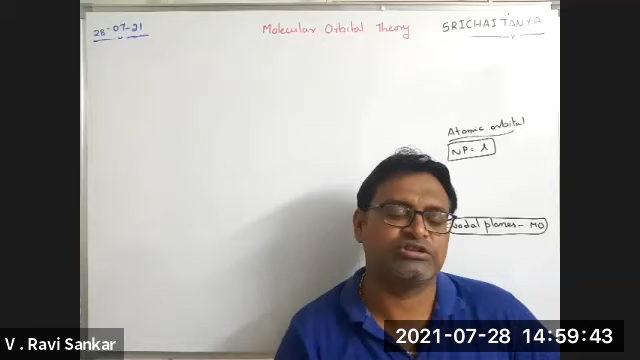 28-07-21
Molecular Orbital Theory
SRICHAITANYA
Atomic orbital
NP = l
Nodal planes - MO
V . Ravi Sankar
2021-07-28 14:59:43